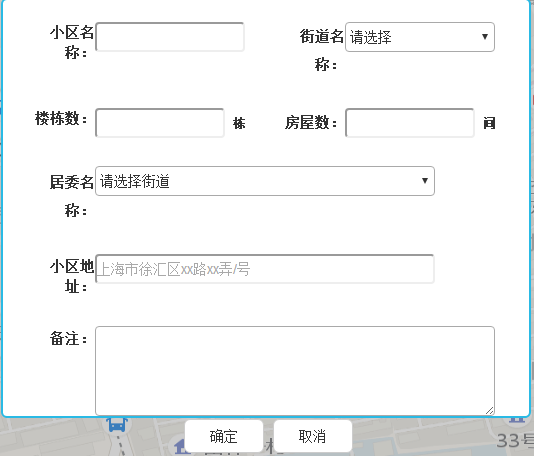 小区名称：
街道名称：
请选择
楼栋数：
栋
房屋数：
间
居委名称：
请选择街道
小区地址：
上海市徐汇区xx路xx弄/号
备注：
确定
取消
33号